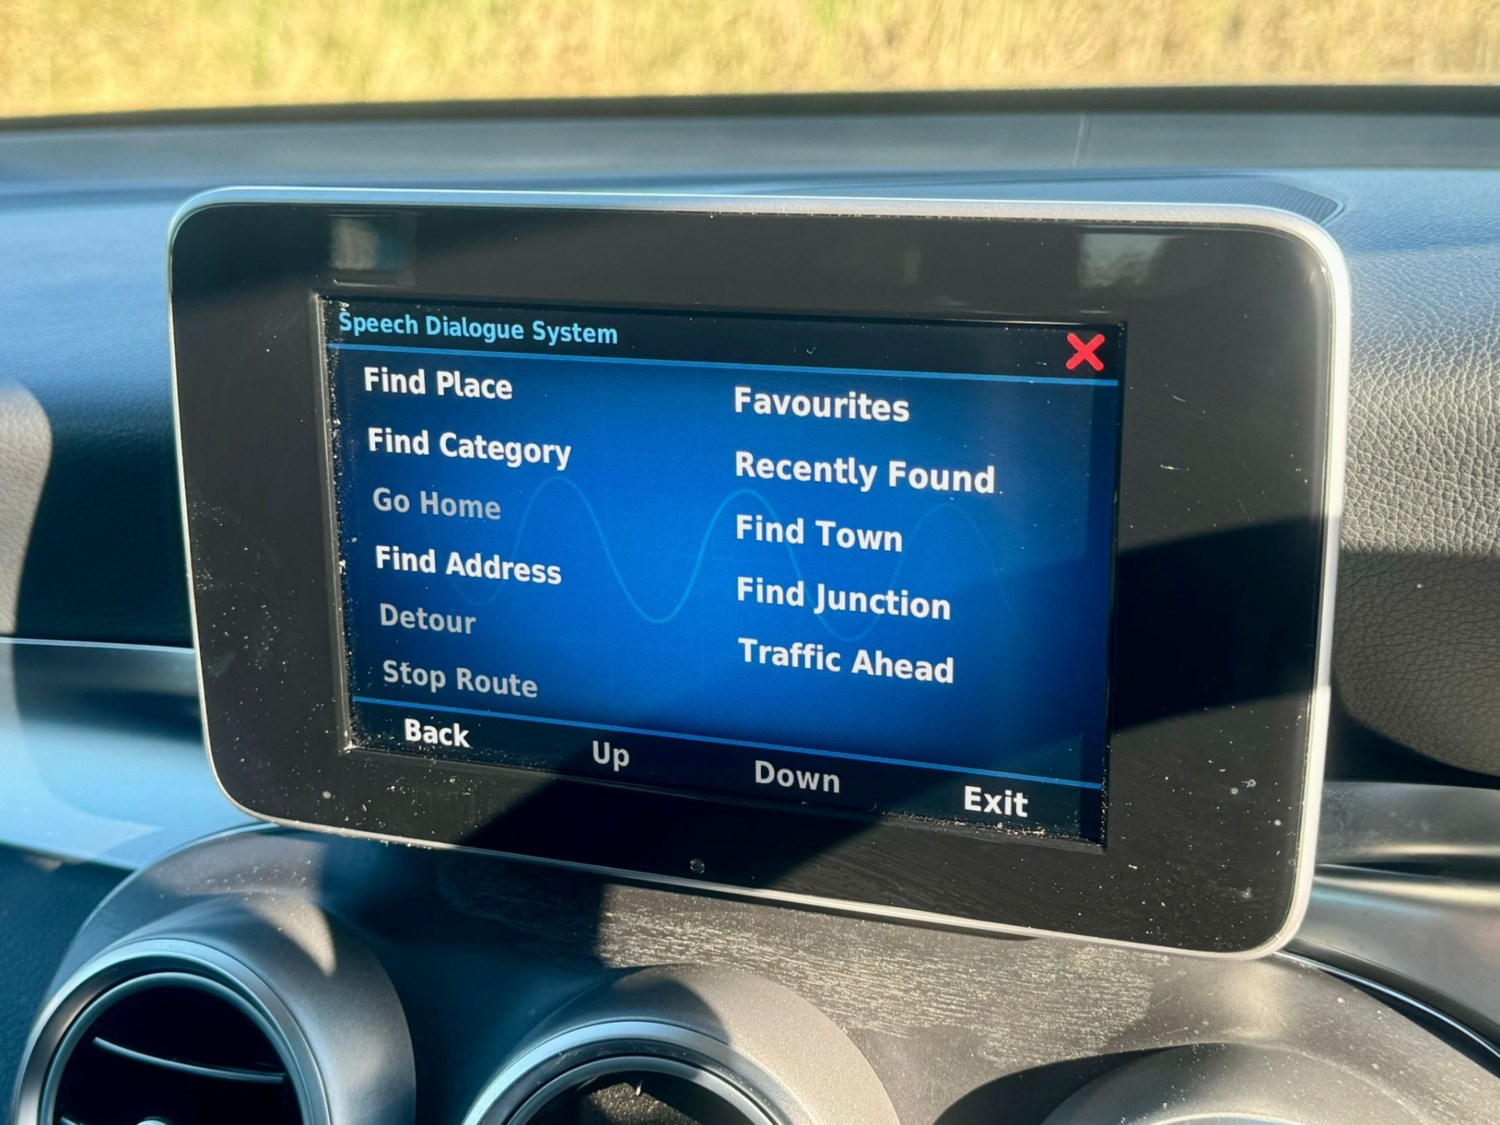 Speech Dialogue System
Find Place
Find Category
Go Home
Find Address
Detour
Stop Route
Favourites
Recently Found
Find Town
Find Junction
Traffic Ahead
Back
Up
Down
Exit